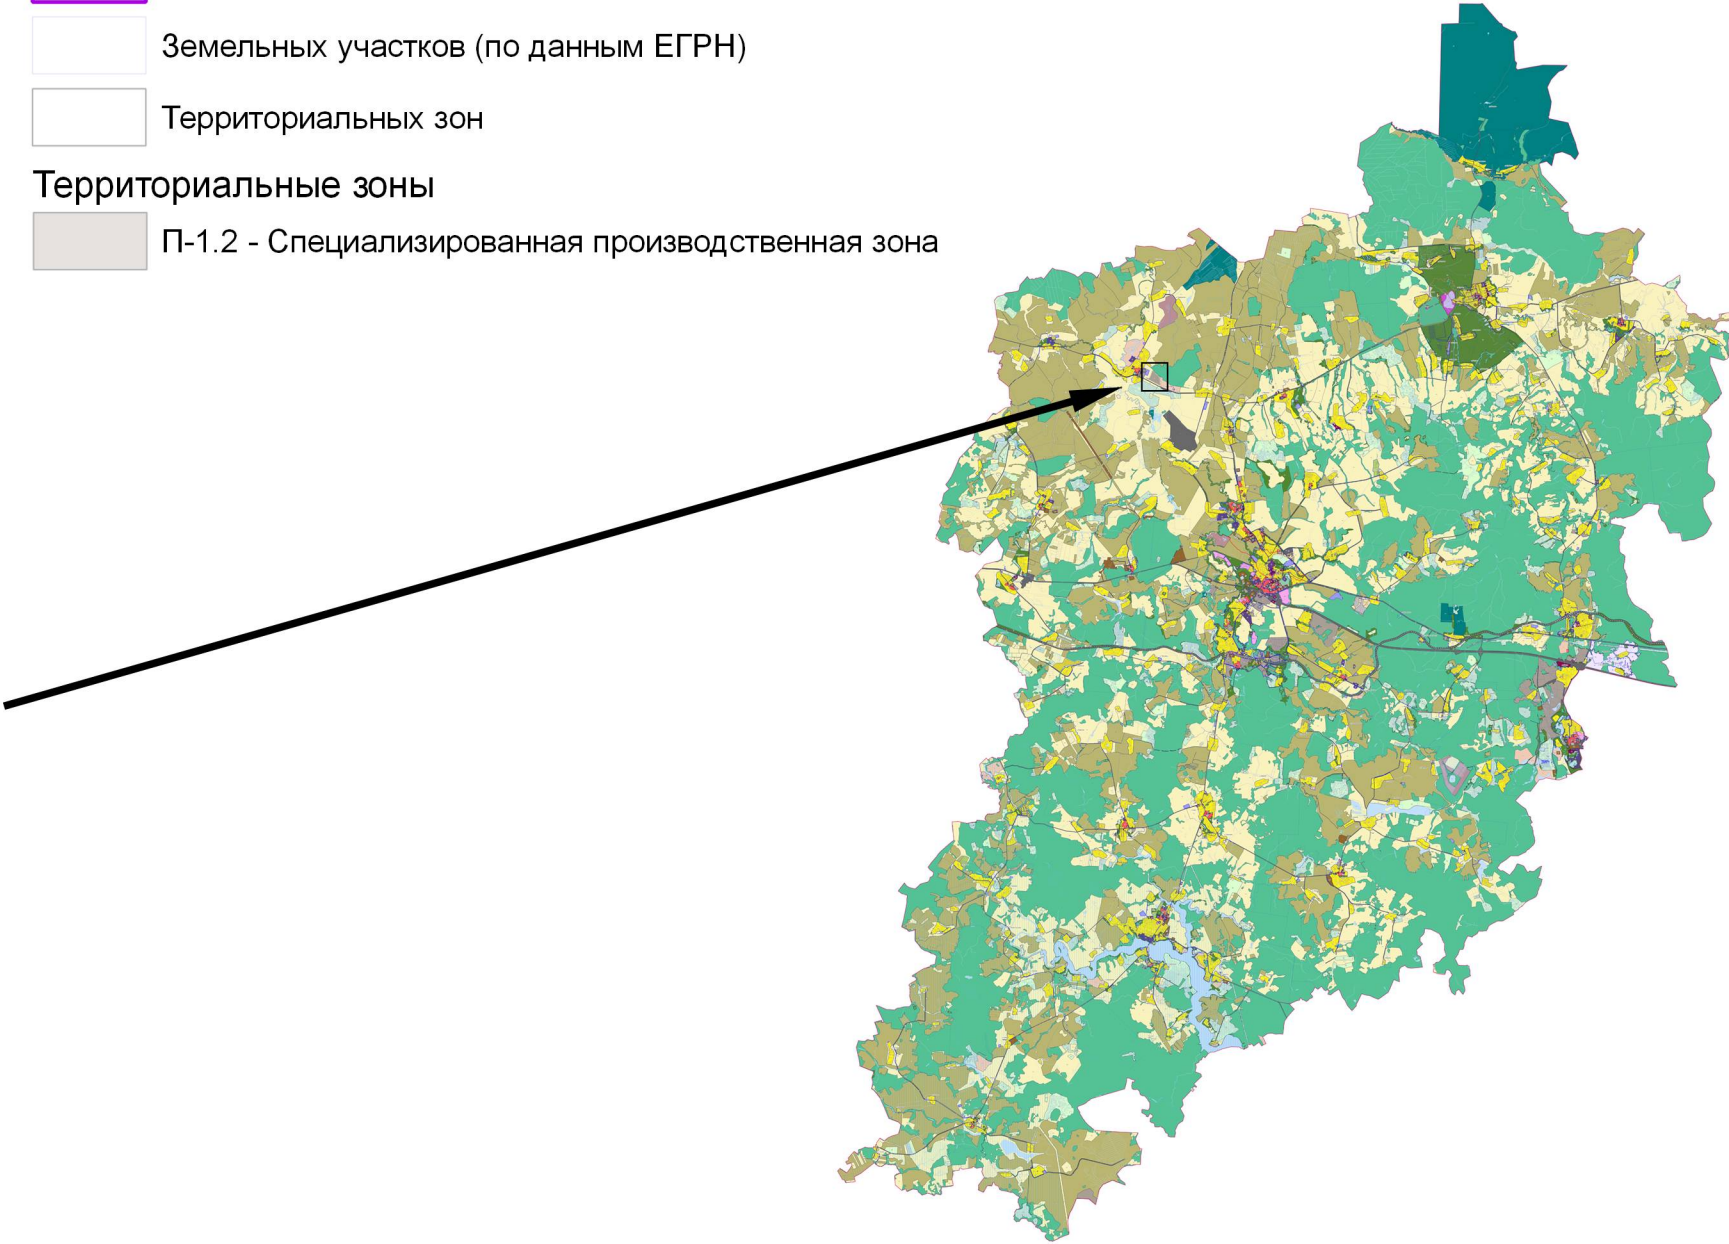 Земельных участков (по данным ЕГРН)
Территориальных зон
Территориальные зоны
П-1.2 - Специализированная производственная зона